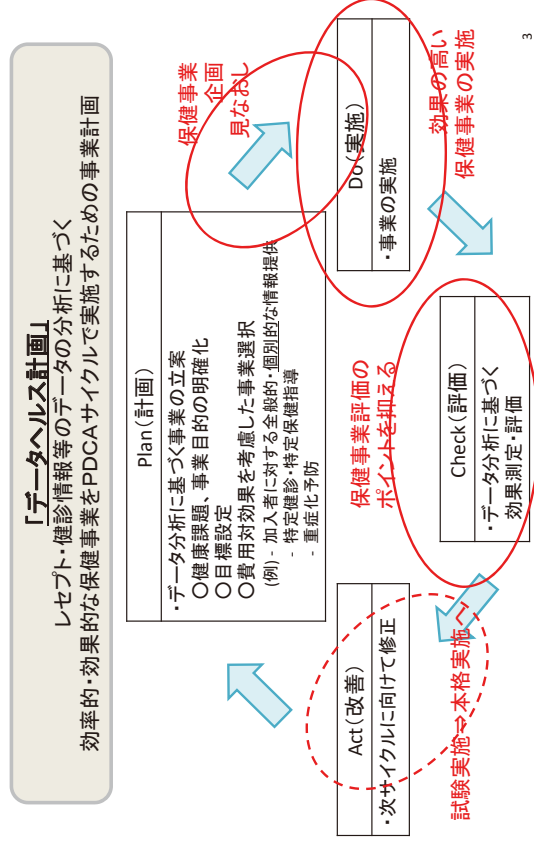 「データヘルス計画」
レセプト・健診情報等のデータの分析に基づく
効率的・効果的な保健事業をPDCAサイクルで実施するための事業計画
Plan(計画)
・データ分析に基づく事業の立案
○健康課題、事業目的の明確化
○目標設定
○費用対効果を考慮した事業選択
(例) - 加入者に対する全般的・個別的な情報提供
- 特定健診・特定保健指導
- 重症化予防
保健事業
企画
見なおし
Do(実施)
・事業の実施
効果の高い
保健事業の実施
Check(評価)
・データ分析に基づく
効果測定・評価
保健事業評価の
ポイントを抑える
Act(改善)
・次サイクルに向けて修正
試験実施⇒本格実施へ
3